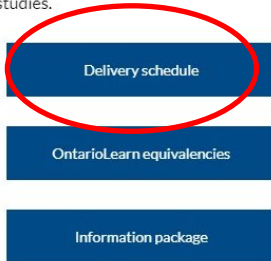 studies.
Delivery schedule
OntarioLearn equivalencies
Information package